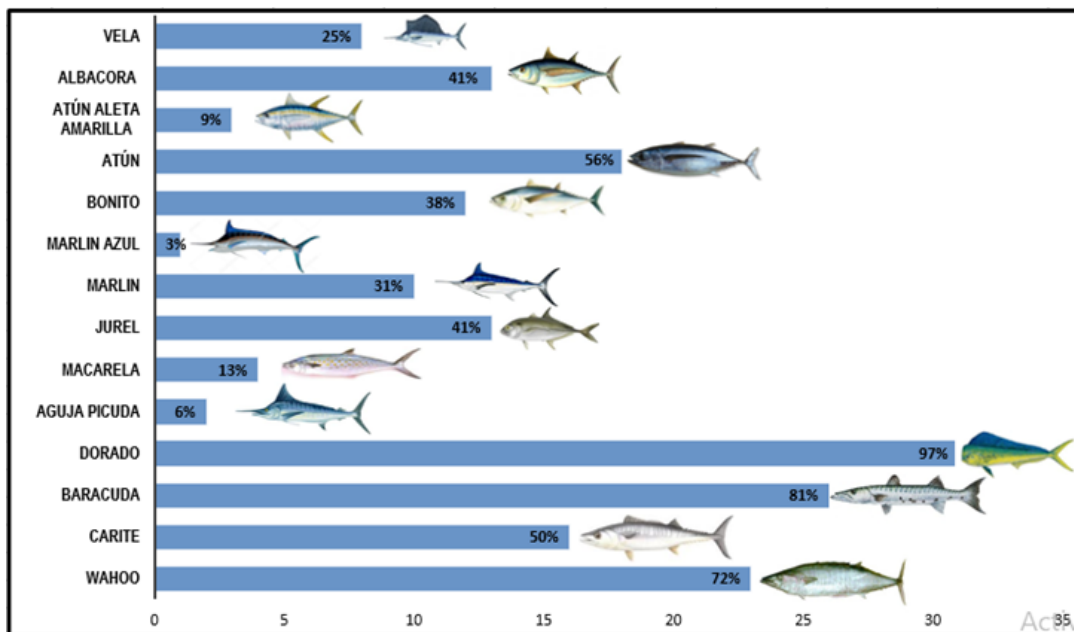 VELA
25%
ALBACORA
41%
ATÚN ALETA
AMARILLA
9%
ATÚN
56%
BONITO
38%
MARLIN AZUL
3%
MARLIN
31%
JUREL
41%
MACARELA
13%
AGUJA PICUDA
6%
DORADO
97%
BARACUDA
81%
CARITE
50%
WAHOO
72%
0 5 10 15 20 25 30 35
Activ